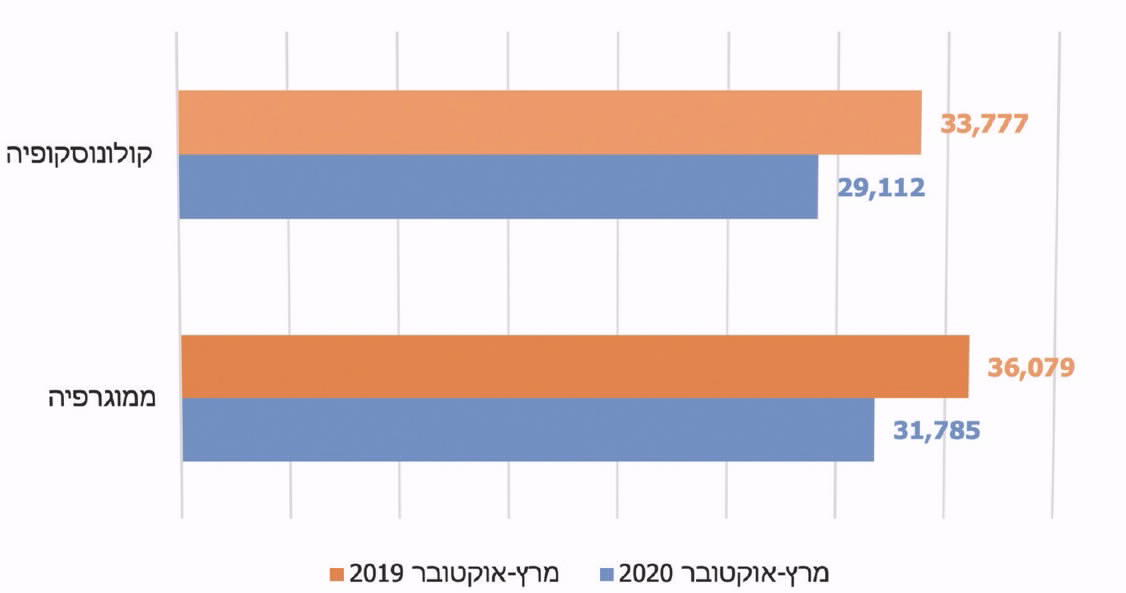 קולונוסקופיה
33,777
29,112
ממוגרפיה
36,079
31,785
מרץ-אוקטובר 2019
מרץ-אוקטובר 2020